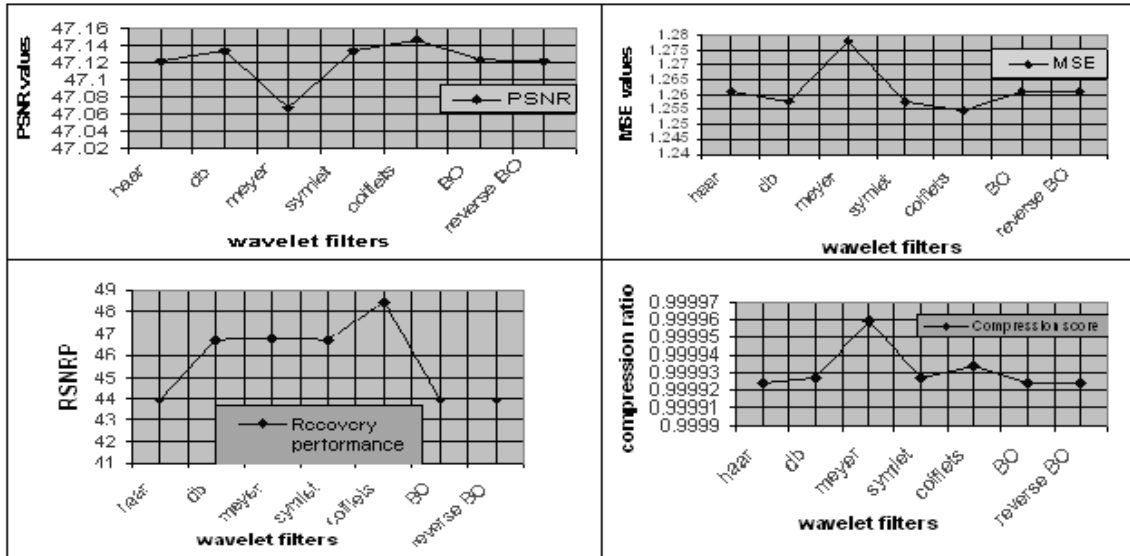 47.16
47.14
47.12
47.1
47.08
47.06
47.04
47.02
PSNR values
PSNR
haar
db
meyer
symlet
coiflets
BO
reverse BO
wavelet filters
1.28
1.275
1.27
1.265
1.26
1.255
1.25
1.245
1.24
MSE values
MSE
haar
db
meyer
symlet
coiflets
BO
reverse BO
wavelet filters
49
48
47
46
45
44
43
42
41
RSNRP
Recovery
performance
haar
db
meyer
symlet
coiflets
BO
reverse BO
wavelet filters
0.99997
0.99996
0.99995
0.99994
0.99993
0.99992
0.99991
0.9999
compression ratio
Compression score
haar
db
meyer
symlet
coiflets
BO
reverse BO
wavelet filters